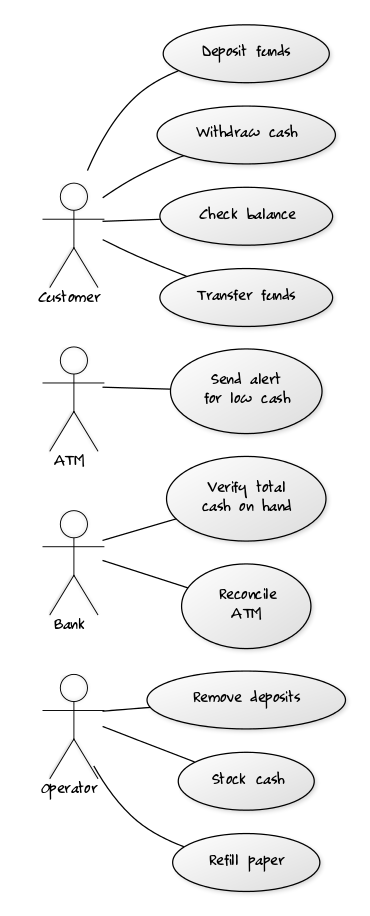 Deposit funds
Withdraw cash
Check balance
Customer
Transfer funds
Send alert
for low cash
ATM
Verify total
cash on hand
Reconcile
ATM
Bank
Remove deposits
Stock cash
Operator
Refill paper